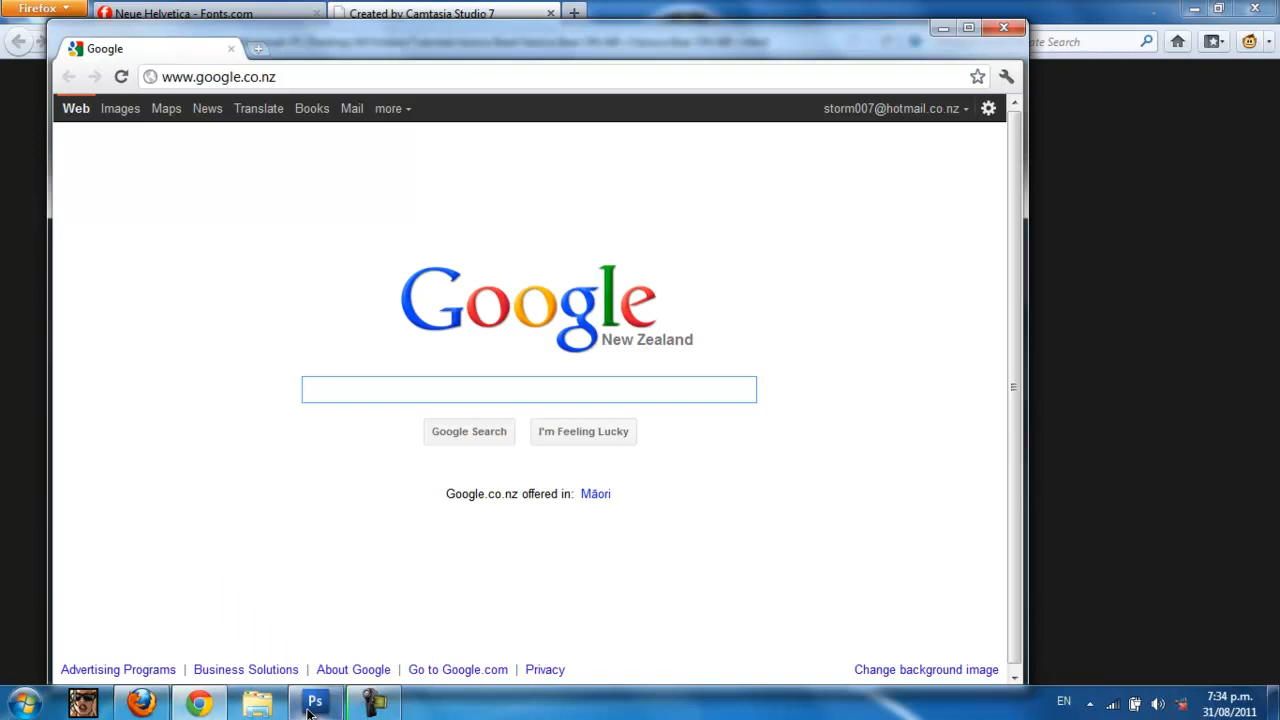 Firefox
Neue Helvetica - Fonts.com
Created by Camtasia Studio 7
Google
www.google.co.nz
Search
Web Images Maps News Translate Books Mail more
storm007@hotmail.co.nz
Google
New Zealand
Google Search
I'm Feeling Lucky
Google.co.nz offered in: Māori
Advertising Programs | Business Solutions | About Google | Go to Google.com | Privacy
Change background image
Ps
EN
7:34 p.m.
31/08/2011